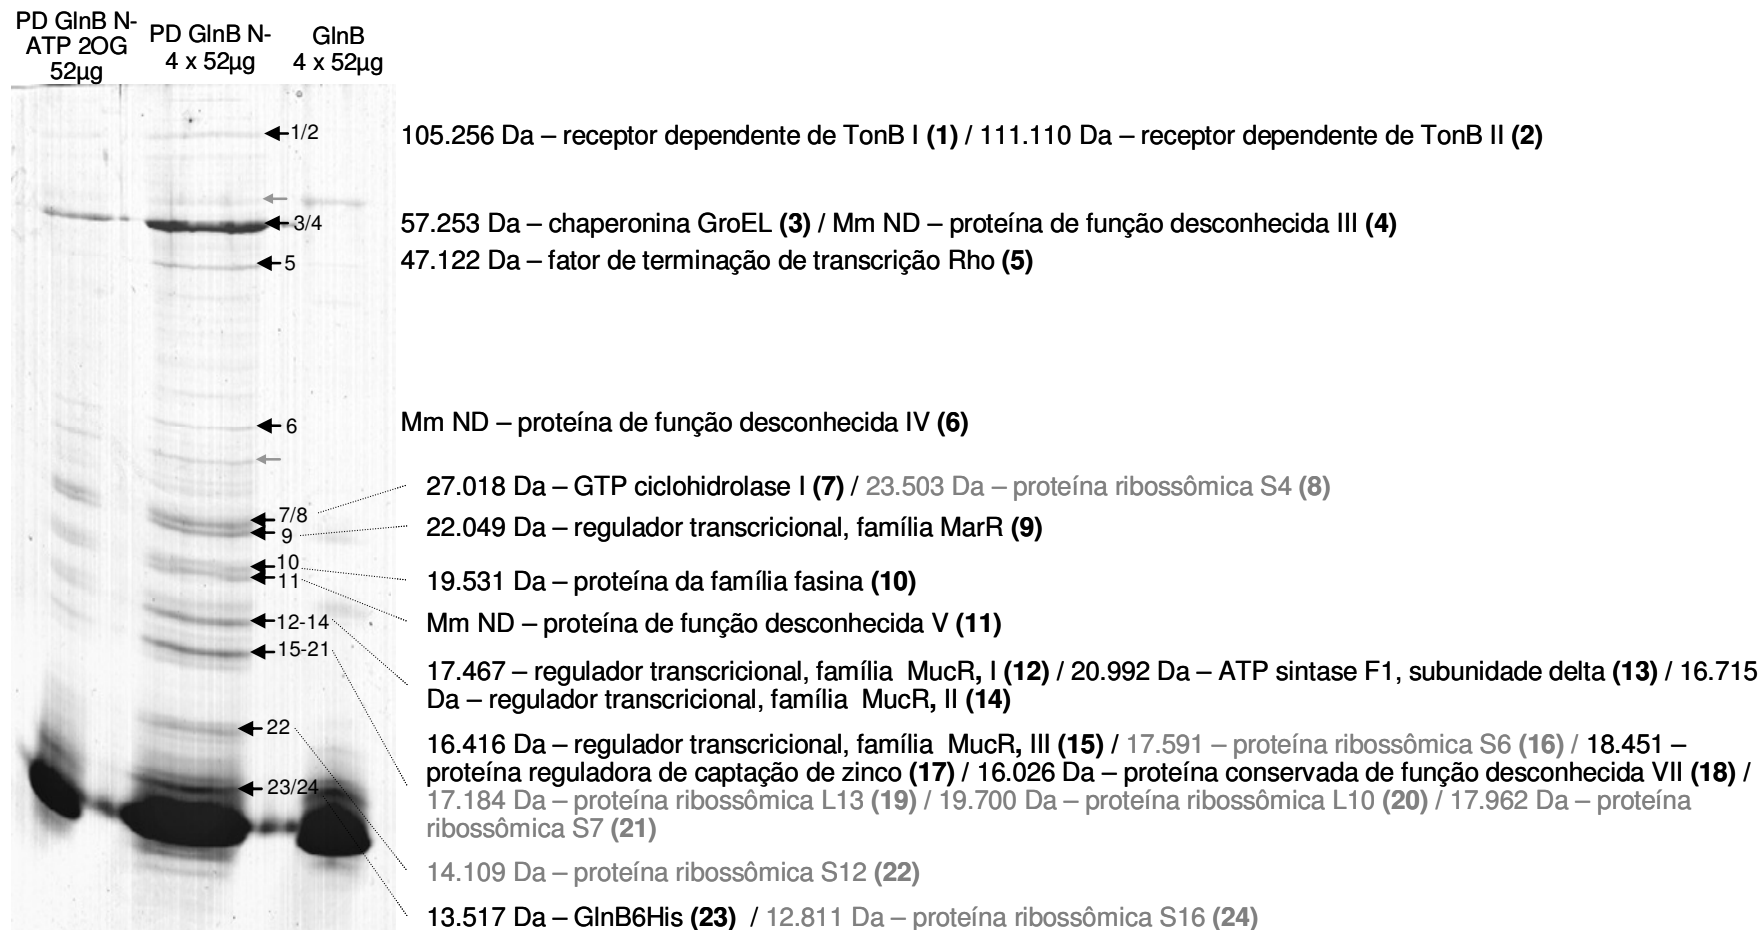 PD GlnB N-
ATP 2OG
52µg
PD GlnB N-
4 x 52µg
GlnB
4 x 52µg
1/2
105.256 Da – receptor dependente de TonB I (1) / 111.110 Da – receptor dependente de TonB II (2)
3/4
57.253 Da – chaperonina GroEL (3) / Mm ND – proteína de função desconhecida III (4)
5
47.122 Da – fator de terminação de transcrição Rho (5)
6
Mm ND – proteína de função desconhecida IV (6)
27.018 Da – GTP ciclohidrolase I (7) / 23.503 Da – proteína ribossômica S4 (8)
7/8
9
22.049 Da – regulador transcricional, família MarR (9)
10
11
19.531 Da – proteína da família fasina (10)
12-14
Mm ND – proteína de função desconhecida V (11)
15-21
17.467 – regulador transcricional, família MucR, I (12) / 20.992 Da – ATP sintase F1, subunidade delta (13) / 16.715
Da – regulador transcricional, família MucR, II (14)
22
16.416 Da – regulador transcricional, família MucR, III (15) / 17.591 – proteína ribossômica S6 (16) / 18.451 –
proteína reguladora de captação de zinco (17) / 16.026 Da – proteína conservada de função desconhecida VII (18) /
23/24
17.184 Da – proteína ribossômica L13 (19) / 19.700 Da – proteína ribossômica L10 (20) / 17.962 Da – proteína
ribossômica S7 (21)
14.109 Da – proteína ribossômica S12 (22)
13.517 Da – GlnB6His (23) / 12.811 Da – proteína ribossômica S16 (24)